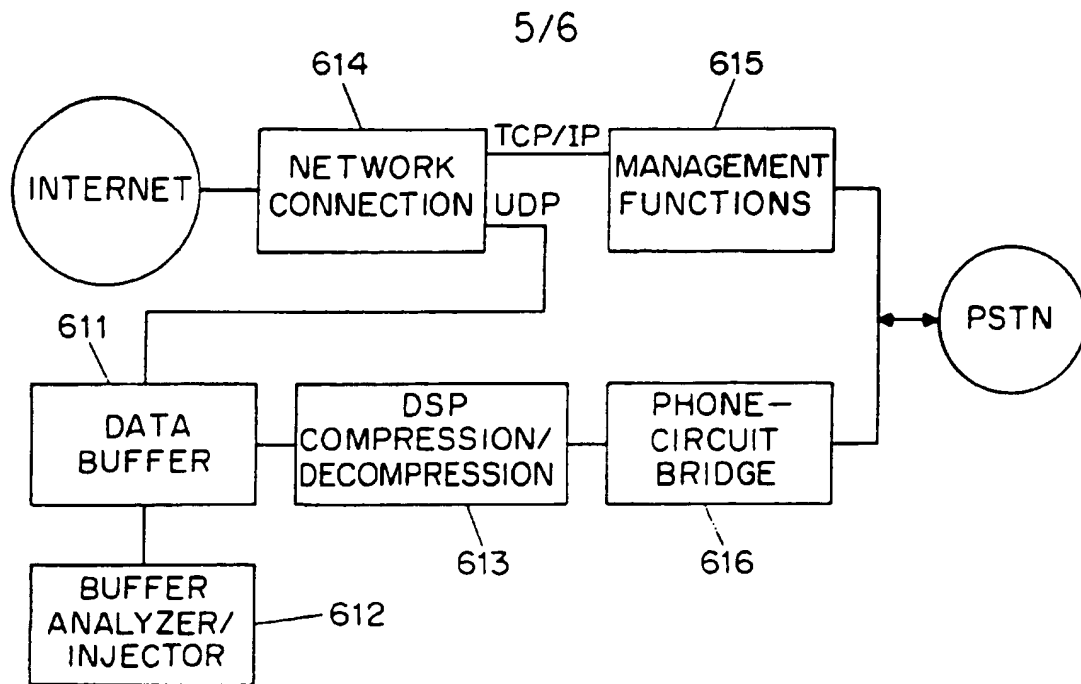 5/6
614
615
INTERNET
NETWORK
CONNECTION
TCP/IP
UDP
MANAGEMENT
FUNCTIONS
PSTN
611
DATA
BUFFER
DSP
COMPRESSION/
DECOMPRESSION
PHONE-
CIRCUIT
BRIDGE
613
616
BUFFER
ANALYZER/
INJECTOR
612